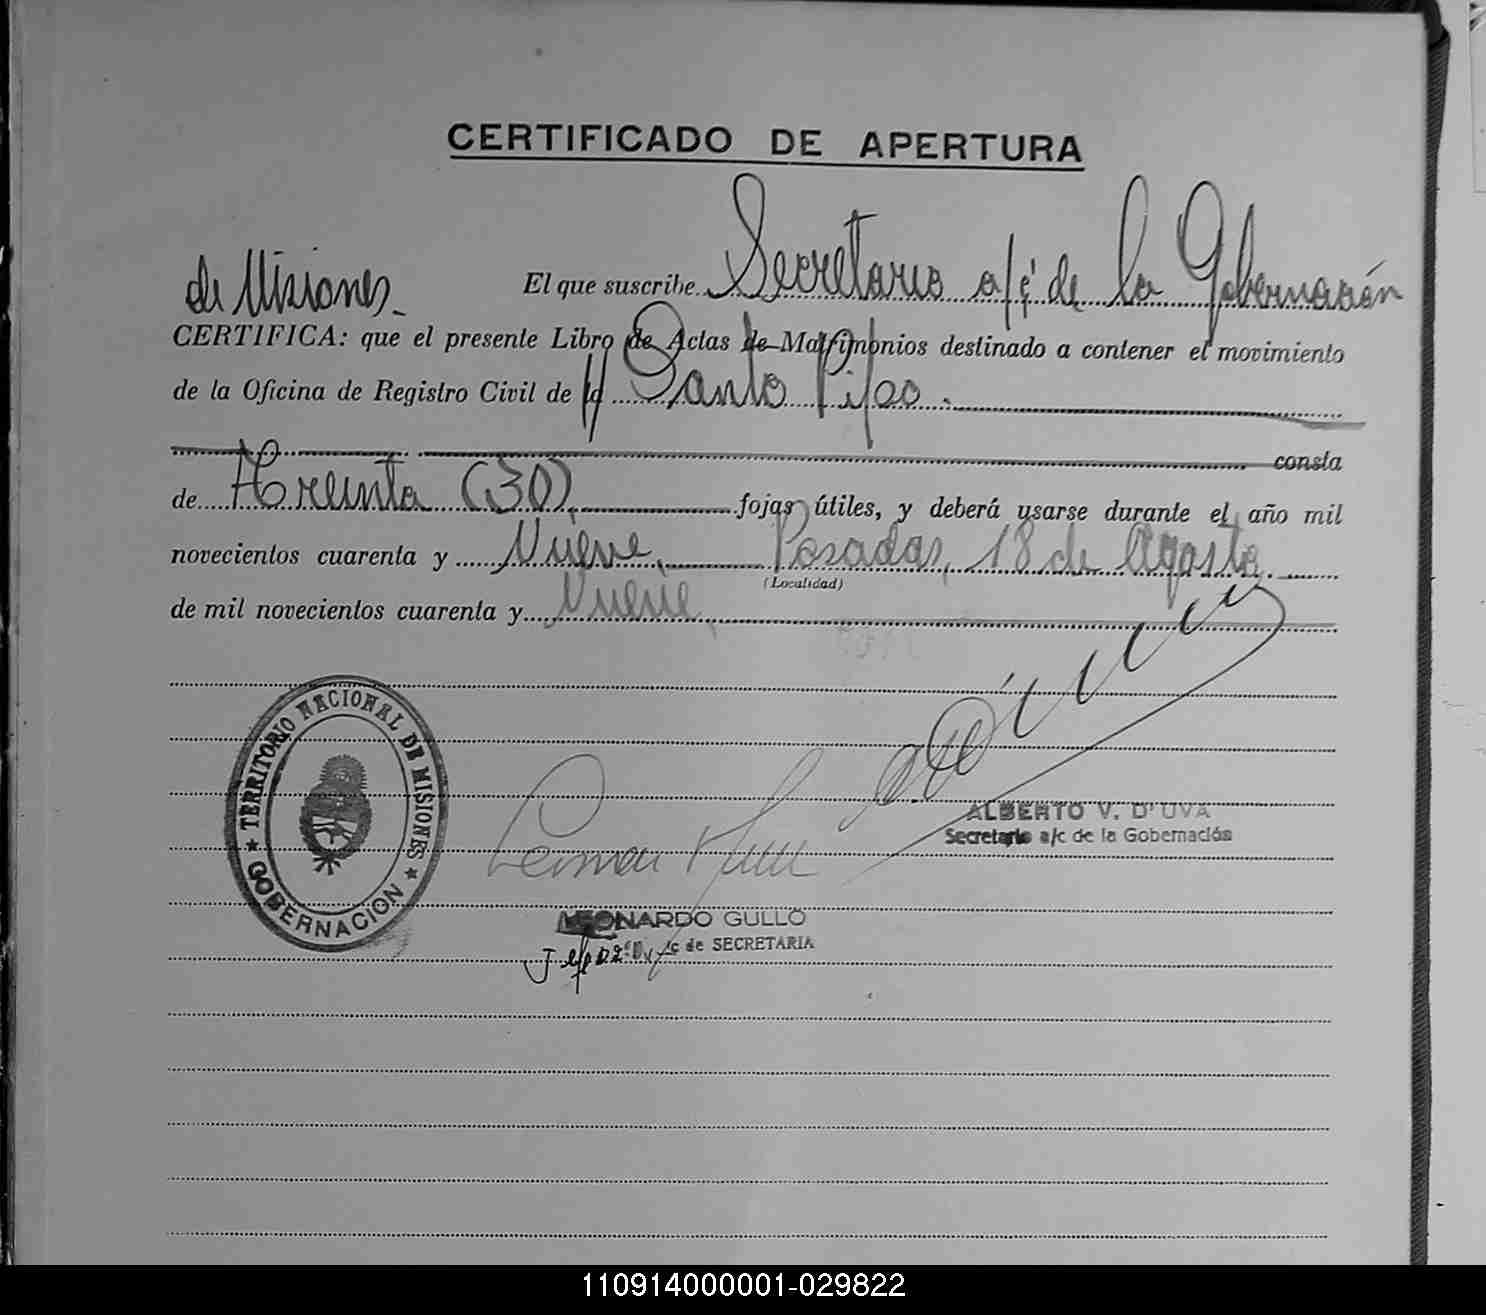 CERTIFICADO DE APERTURA
El que suscribe Secretario a/c de la Gobernación
de Misiones.
CERTIFICA: que el presente Libro de Actas de Matrimonios destinado a contener el movimiento
de la Oficina de Registro Civil de Santo Pipo.
consta
de Treinta (30), fojas útiles, y deberá usarse durante el año mil
novecientos cuarenta y Nueve, Posadas, 18 de Agosto
(Localidad)
de mil novecientos cuarenta y Nueve,
TERRITORIO NACIONAL DE MISIONES
GOBERNACION
ALBERTO V. D'UVA
Secretario a/c de la Gobernación
LEONARDO GULLO
Jefe /c de SECRETARIA
110914000001-029822